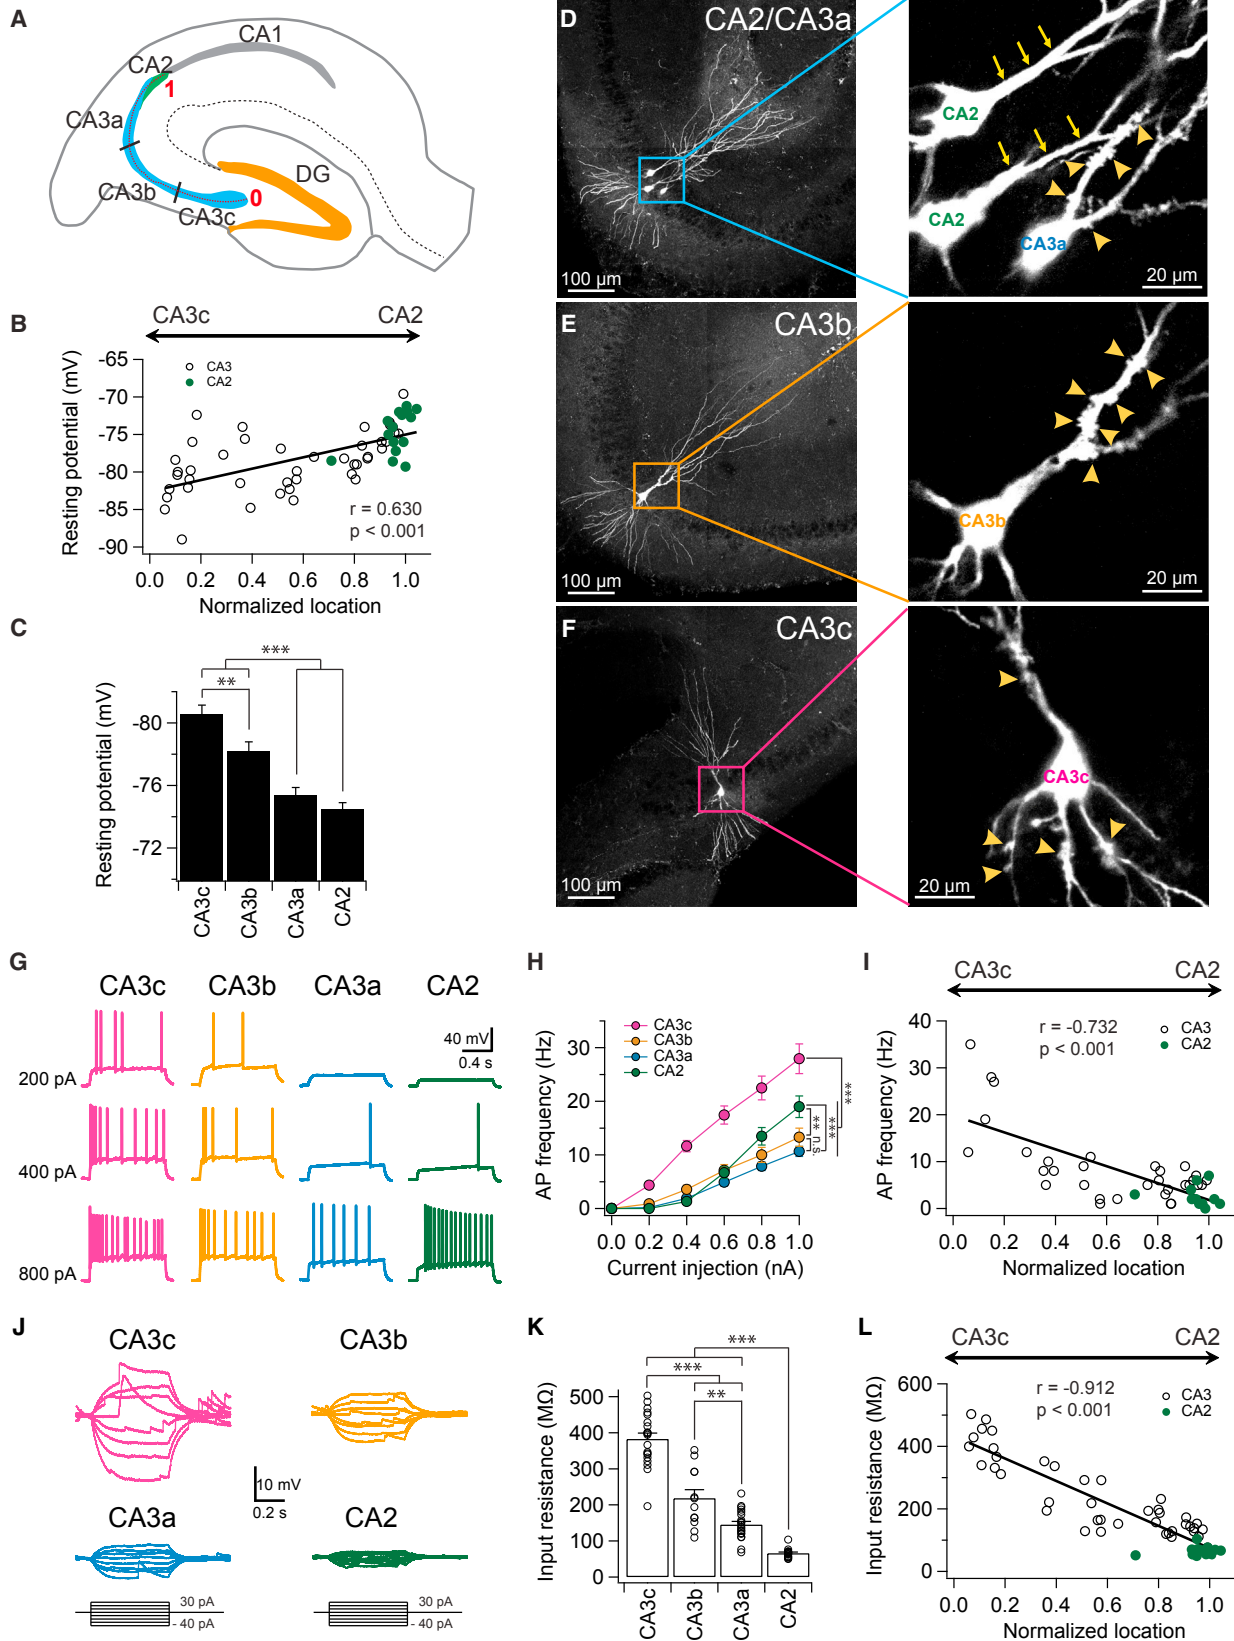 A
CA1
CA2
1
CA3a
CA3b
DG
0
CA3c
B
CA3c
CA2
Resting potential (mV)
-65
-70
-75
-80
-85
-90
CA3
CA2
r = 0.630
p < 0.001
0.0
0.2
0.4
0.6
0.8
1.0
Normalized location
C
***
**
Resting potential (mV)
-80
-76
-72
CA3c
CA3b
CA3a
CA2
D
CA2/CA3a
100 µm
CA2
CA2
CA3a
20 µm
E
CA3b
100 µm
CA3b
20 µm
F
CA3c
100 µm
CA3c
20 µm
G
CA3c
CA3b
CA3a
CA2
40 mV
0.4 s
200 pA
400 pA
800 pA
H
AP frequency (Hz)
30
20
10
0
CA3c
CA3b
CA3a
CA2
***
***
**
n.s.
0.0
0.2
0.4
0.6
0.8
1.0
Current injection (nA)
I
CA3c
CA2
AP frequency (Hz)
40
30
20
10
0
r = -0.732
p < 0.001
CA3
CA2
0.0
0.2
0.4
0.6
0.8
1.0
Normalized location
J
CA3c
CA3b
10 mV
0.2 s
CA3a
CA2
30 pA
- 40 pA
30 pA
- 40 pA
K
***
***
**
Input resistance (MΩ)
500
400
300
200
100
0
CA3c
CA3b
CA3a
CA2
L
CA3c
CA2
Input resistance (MΩ)
600
400
200
0
r = -0.912
p < 0.001
CA3
CA2
0.0
0.2
0.4
0.6
0.8
1.0
Normalized location